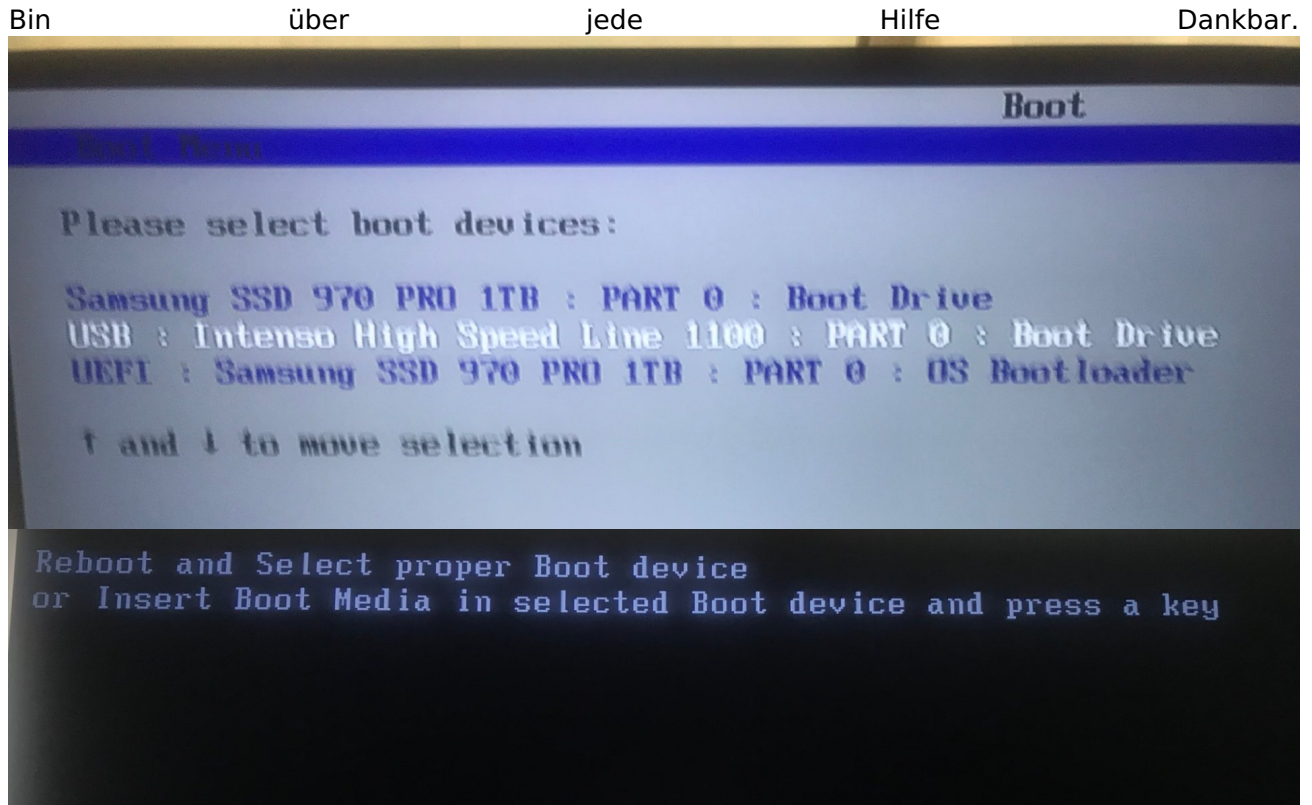 Bin über jede Hilfe Dankbar.
Boot
Boot Menu
Please select boot devices:
Samsung SSD 970 PRO 1TB : PART 0 : Boot Drive
USB : Intenso High Speed Line 1100 : PART 0 : Boot Drive
UEFI : Samsung SSD 970 PRO 1TB : PART 0 : OS Bootloader
↑ and ↓ to move selection
Reboot and Select proper Boot device
or Insert Boot Media in selected Boot device and press a key